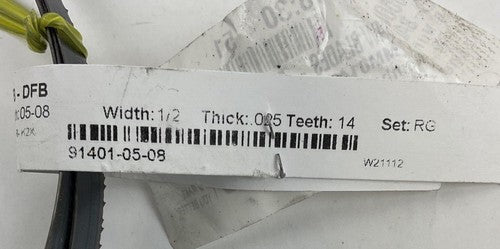 - DFB
05-08
Width: 1/2 Thick: .025 Teeth: 14 Set: RG
91401-05-08
W21112